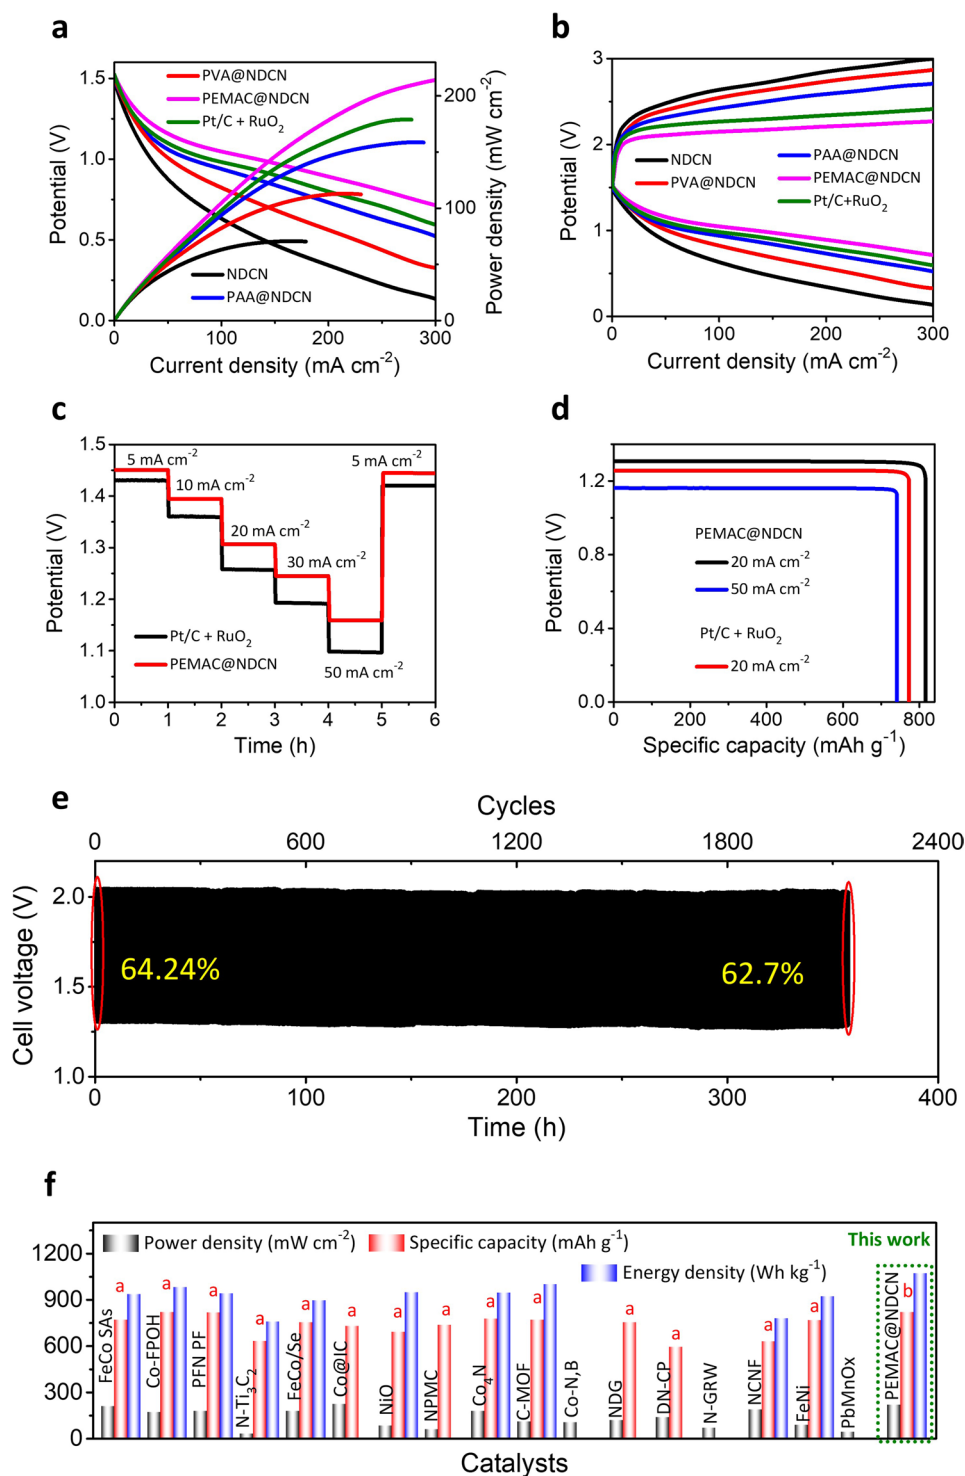 a
1.5
1.0
0.5
0.0
Potential (V)
PVA@NDCN
PEMAC@NDCN
Pt/C + RuO₂
NDCN
PAA@NDCN
200
100
0
Power density (mW cm⁻²)
0 100 200 300
Current density (mA cm⁻²)
b
3
2
1
0
Potential (V)
NDCN
PVA@NDCN
PAA@NDCN
PEMAC@NDCN
Pt/C+RuO₂
0 100 200 300
Current density (mA cm⁻²)
c
1.5
1.4
1.3
1.2
1.1
1.0
Potential (V)
5 mA cm⁻²
10 mA cm⁻²
20 mA cm⁻²
30 mA cm⁻²
50 mA cm⁻²
5 mA cm⁻²
Pt/C + RuO₂
PEMAC@NDCN
0 1 2 3 4 5 6
Time (h)
d
1.2
0.6
0.0
Potential (V)
PEMAC@NDCN
20 mA cm⁻²
50 mA cm⁻²
Pt/C + RuO₂
20 mA cm⁻²
0 200 400 600 800
Specific capacity (mAh g⁻¹)
e
Cycles
0 600 1200 1800 2400
2.0
1.5
1.0
Cell voltage (V)
64.24%
62.7%
0 100 200 300 400
Time (h)
f
1200
900
600
300
0
Power density (mW cm⁻²)
Specific capacity (mAh g⁻¹)
Energy density (Wh kg⁻¹)
This work
FeCo SAs
a
Co-FPOH
a
PFN PF
a
N-Ti₃C₂
a
FeCo/Se
a
Co@IC
a
NiO
a
NPMC
a
Co₄N
a
C-MOF
a
Co-N,B
NDG
a
DN-CP
a
N-GRW
NCNF
a
FeNi
a
PbMnOx
PEMAC@NDCN
b
Catalysts